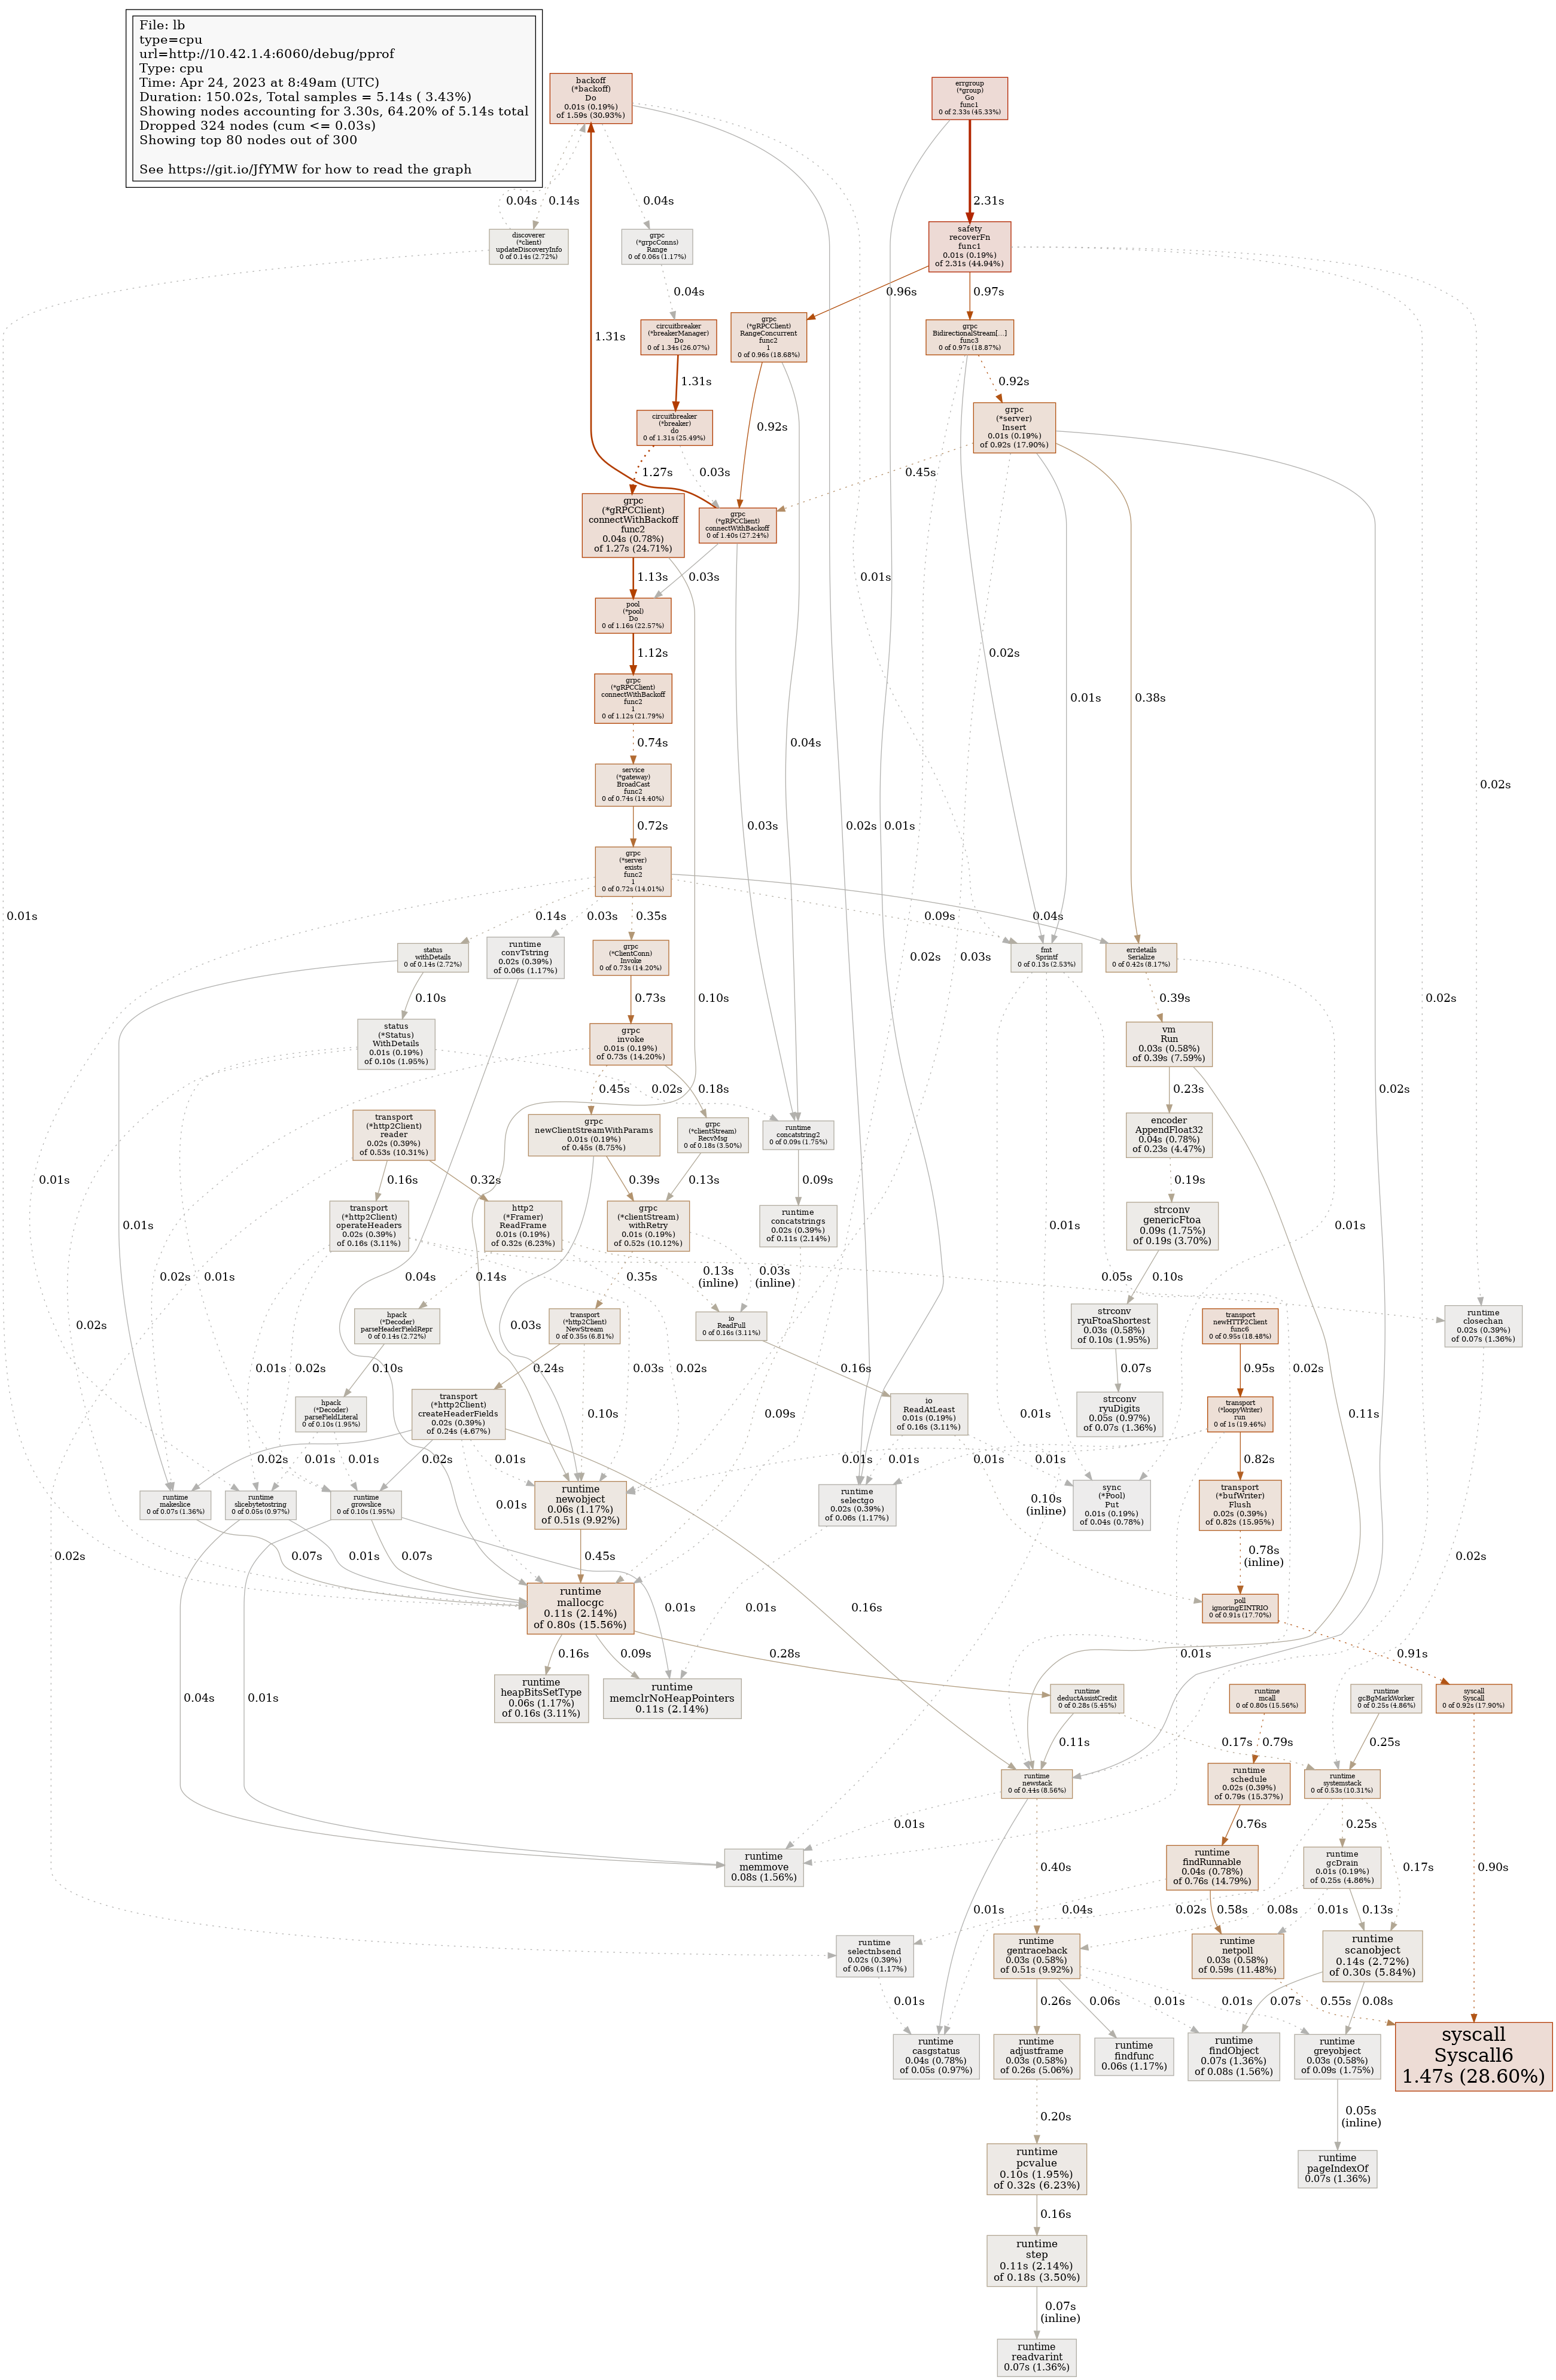 File: lb
type=cpu
url=http://10.42.1.4:6060/debug/pprof
Type: cpu
Time: Apr 24, 2023 at 8:49am (UTC)
Duration: 150.02s, Total samples = 5.14s ( 3.43%)
Showing nodes accounting for 3.30s, 64.20% of 5.14s total
Dropped 324 nodes (cum <= 0.03s)
Showing top 80 nodes out of 300
See https://git.io/JfYMW for how to read the graph
backoff
(*backoff)
Do
0.01s (0.19%)
of 1.59s (30.93%)
errgroup
(*group)
Go
func1
0 of 2.33s (45.33%)
0.04s
0.14s
0.04s
2.31s
discoverer
(*client)
updateDiscoveryInfo
0 of 0.14s (2.72%)
grpc
(*grpcConns)
Range
0 of 0.06s (1.17%)
safety
recoverFn
func1
0.01s (0.19%)
of 2.31s (44.94%)
0.04s
0.96s
0.97s
1.31s
circuitbreaker
(*breakerManager)
Do
0 of 1.34s (26.07%)
grpc
(*gRPCClient)
RangeConcurrent
func2
1
0 of 0.96s (18.68%)
grpc
BidirectionalStream[...]
func3
0 of 0.97s (18.87%)
1.31s
0.92s
circuitbreaker
(*breaker)
do
0 of 1.31s (25.49%)
0.92s
grpc
(*server)
Insert
0.01s (0.19%)
of 0.92s (17.90%)
1.27s
0.03s
0.45s
grpc
(*gRPCClient)
connectWithBackoff
func2
0.04s (0.78%)
of 1.27s (24.71%)
grpc
(*gRPCClient)
connectWithBackoff
0 of 1.40s (27.24%)
1.13s
0.03s
0.01s
pool
(*pool)
Do
0 of 1.16s (22.57%)
1.12s
0.02s
grpc
(*gRPCClient)
connectWithBackoff
func2
1
0 of 1.12s (21.79%)
0.01s
0.38s
0.74s
0.04s
service
(*gateway)
BroadCast
func2
0 of 0.74s (14.40%)
0.02s
0.72s
0.03s
0.02s
0.01s
grpc
(*server)
exists
func2
1
0 of 0.72s (14.01%)
0.01s
0.14s
0.03s
0.35s
0.09s
0.04s
status
withDetails
0 of 0.14s (2.72%)
runtime
convTstring
0.02s (0.39%)
of 0.06s (1.17%)
grpc
(*ClientConn)
Invoke
0 of 0.73s (14.20%)
0.02s
0.03s
fmt
Sprintf
0 of 0.13s (2.53%)
errdetails
Serialize
0 of 0.42s (8.17%)
0.02s
0.10s
0.73s
0.10s
0.39s
status
(*Status)
WithDetails
0.01s (0.19%)
of 0.10s (1.95%)
grpc
invoke
0.01s (0.19%)
of 0.73s (14.20%)
vm
Run
0.03s (0.58%)
of 0.39s (7.59%)
0.45s
0.18s
0.02s
0.23s
0.02s
transport
(*http2Client)
reader
0.02s (0.39%)
of 0.53s (10.31%)
grpc
newClientStreamWithParams
0.01s (0.19%)
of 0.45s (8.75%)
grpc
(*clientStream)
RecvMsg
0 of 0.18s (3.50%)
runtime
concatstring2
0 of 0.09s (1.75%)
encoder
AppendFloat32
0.04s (0.78%)
of 0.23s (4.47%)
0.01s
0.16s
0.32s
0.39s
0.13s
0.09s
0.19s
0.01s
transport
(*http2Client)
operateHeaders
0.02s (0.39%)
of 0.16s (3.11%)
http2
(*Framer)
ReadFrame
0.01s (0.19%)
of 0.32s (6.23%)
grpc
(*clientStream)
withRetry
0.01s (0.19%)
of 0.52s (10.12%)
runtime
concatstrings
0.02s (0.39%)
of 0.11s (2.14%)
0.01s
0.01s
strconv
genericFtoa
0.09s (1.75%)
of 0.19s (3.70%)
0.02s
0.01s
0.04s
0.14s
0.35s
0.13s
(inline)
0.03s
(inline)
0.05s
0.10s
0.02s
hpack
(*Decoder)
parseHeaderFieldRepr
0 of 0.14s (2.72%)
0.03s
transport
(*http2Client)
NewStream
0 of 0.35s (6.81%)
io
ReadFull
0 of 0.16s (3.11%)
strconv
ryuFtoaShortest
0.03s (0.58%)
of 0.10s (1.95%)
transport
newHTTP2Client
func6
0 of 0.95s (18.48%)
runtime
closechan
0.02s (0.39%)
of 0.07s (1.36%)
0.01s
0.02s
0.10s
0.24s
0.03s
0.02s
0.16s
0.07s
0.95s
0.02s
0.11s
hpack
(*Decoder)
parseFieldLiteral
0 of 0.10s (1.95%)
transport
(*http2Client)
createHeaderFields
0.02s (0.39%)
of 0.24s (4.67%)
0.10s
0.09s
io
ReadAtLeast
0.01s (0.19%)
of 0.16s (3.11%)
0.01s
strconv
ryuDigits
0.05s (0.97%)
of 0.07s (1.36%)
transport
(*loopyWriter)
run
0 of 1s (19.46%)
0.02s
0.01s
0.01s
0.02s
0.01s
0.01s
0.01s
0.01s
0.82s
runtime
makeslice
0 of 0.07s (1.36%)
runtime
slicebytetostring
0 of 0.05s (0.97%)
runtime
growslice
0 of 0.10s (1.95%)
0.01s
runtime
newobject
0.06s (1.17%)
of 0.51s (9.92%)
runtime
selectgo
0.02s (0.39%)
of 0.06s (1.17%)
0.10s
(inline)
sync
(*Pool)
Put
0.01s (0.19%)
of 0.04s (0.78%)
transport
(*bufWriter)
Flush
0.02s (0.39%)
of 0.82s (15.95%)
0.02s
0.07s
0.01s
0.07s
0.45s
0.78s
(inline)
0.02s
runtime
mallocgc
0.11s (2.14%)
of 0.80s (15.56%)
0.01s
0.01s
0.16s
poll
ignoringEINTRIO
0 of 0.91s (17.70%)
0.16s
0.09s
0.28s
0.01s
0.91s
0.04s
0.01s
runtime
heapBitsSetType
0.06s (1.17%)
of 0.16s (3.11%)
runtime
memclrNoHeapPointers
0.11s (2.14%)
runtime
deductAssistCredit
0 of 0.28s (5.45%)
runtime
mcall
0 of 0.80s (15.56%)
runtime
gcBgMarkWorker
0 of 0.25s (4.86%)
syscall
Syscall
0 of 0.92s (17.90%)
0.11s
0.17s
0.79s
0.25s
runtime
newstack
0 of 0.44s (8.56%)
runtime
schedule
0.02s (0.39%)
of 0.79s (15.37%)
runtime
systemstack
0 of 0.53s (10.31%)
0.01s
0.76s
0.25s
runtime
memmove
0.08s (1.56%)
0.40s
runtime
findRunnable
0.04s (0.78%)
of 0.76s (14.79%)
runtime
gcDrain
0.01s (0.19%)
of 0.25s (4.86%)
0.17s
0.90s
0.01s
0.04s
0.02s
0.58s
0.08s
0.01s
0.13s
runtime
selectnbsend
0.02s (0.39%)
of 0.06s (1.17%)
runtime
gentraceback
0.03s (0.58%)
of 0.51s (9.92%)
runtime
netpoll
0.03s (0.58%)
of 0.59s (11.48%)
runtime
scanobject
0.14s (2.72%)
of 0.30s (5.84%)
0.01s
0.26s
0.06s
0.01s
0.01s
0.07s
0.55s
0.08s
runtime
casgstatus
0.04s (0.78%)
of 0.05s (0.97%)
runtime
adjustframe
0.03s (0.58%)
of 0.26s (5.06%)
runtime
findfunc
0.06s (1.17%)
runtime
findObject
0.07s (1.36%)
of 0.08s (1.56%)
runtime
greyobject
0.03s (0.58%)
of 0.09s (1.75%)
syscall
Syscall6
1.47s (28.60%)
0.20s
0.05s
(inline)
runtime
pcvalue
0.10s (1.95%)
of 0.32s (6.23%)
runtime
pageIndexOf
0.07s (1.36%)
0.16s
runtime
step
0.11s (2.14%)
of 0.18s (3.50%)
0.07s
(inline)
runtime
readvarint
0.07s (1.36%)